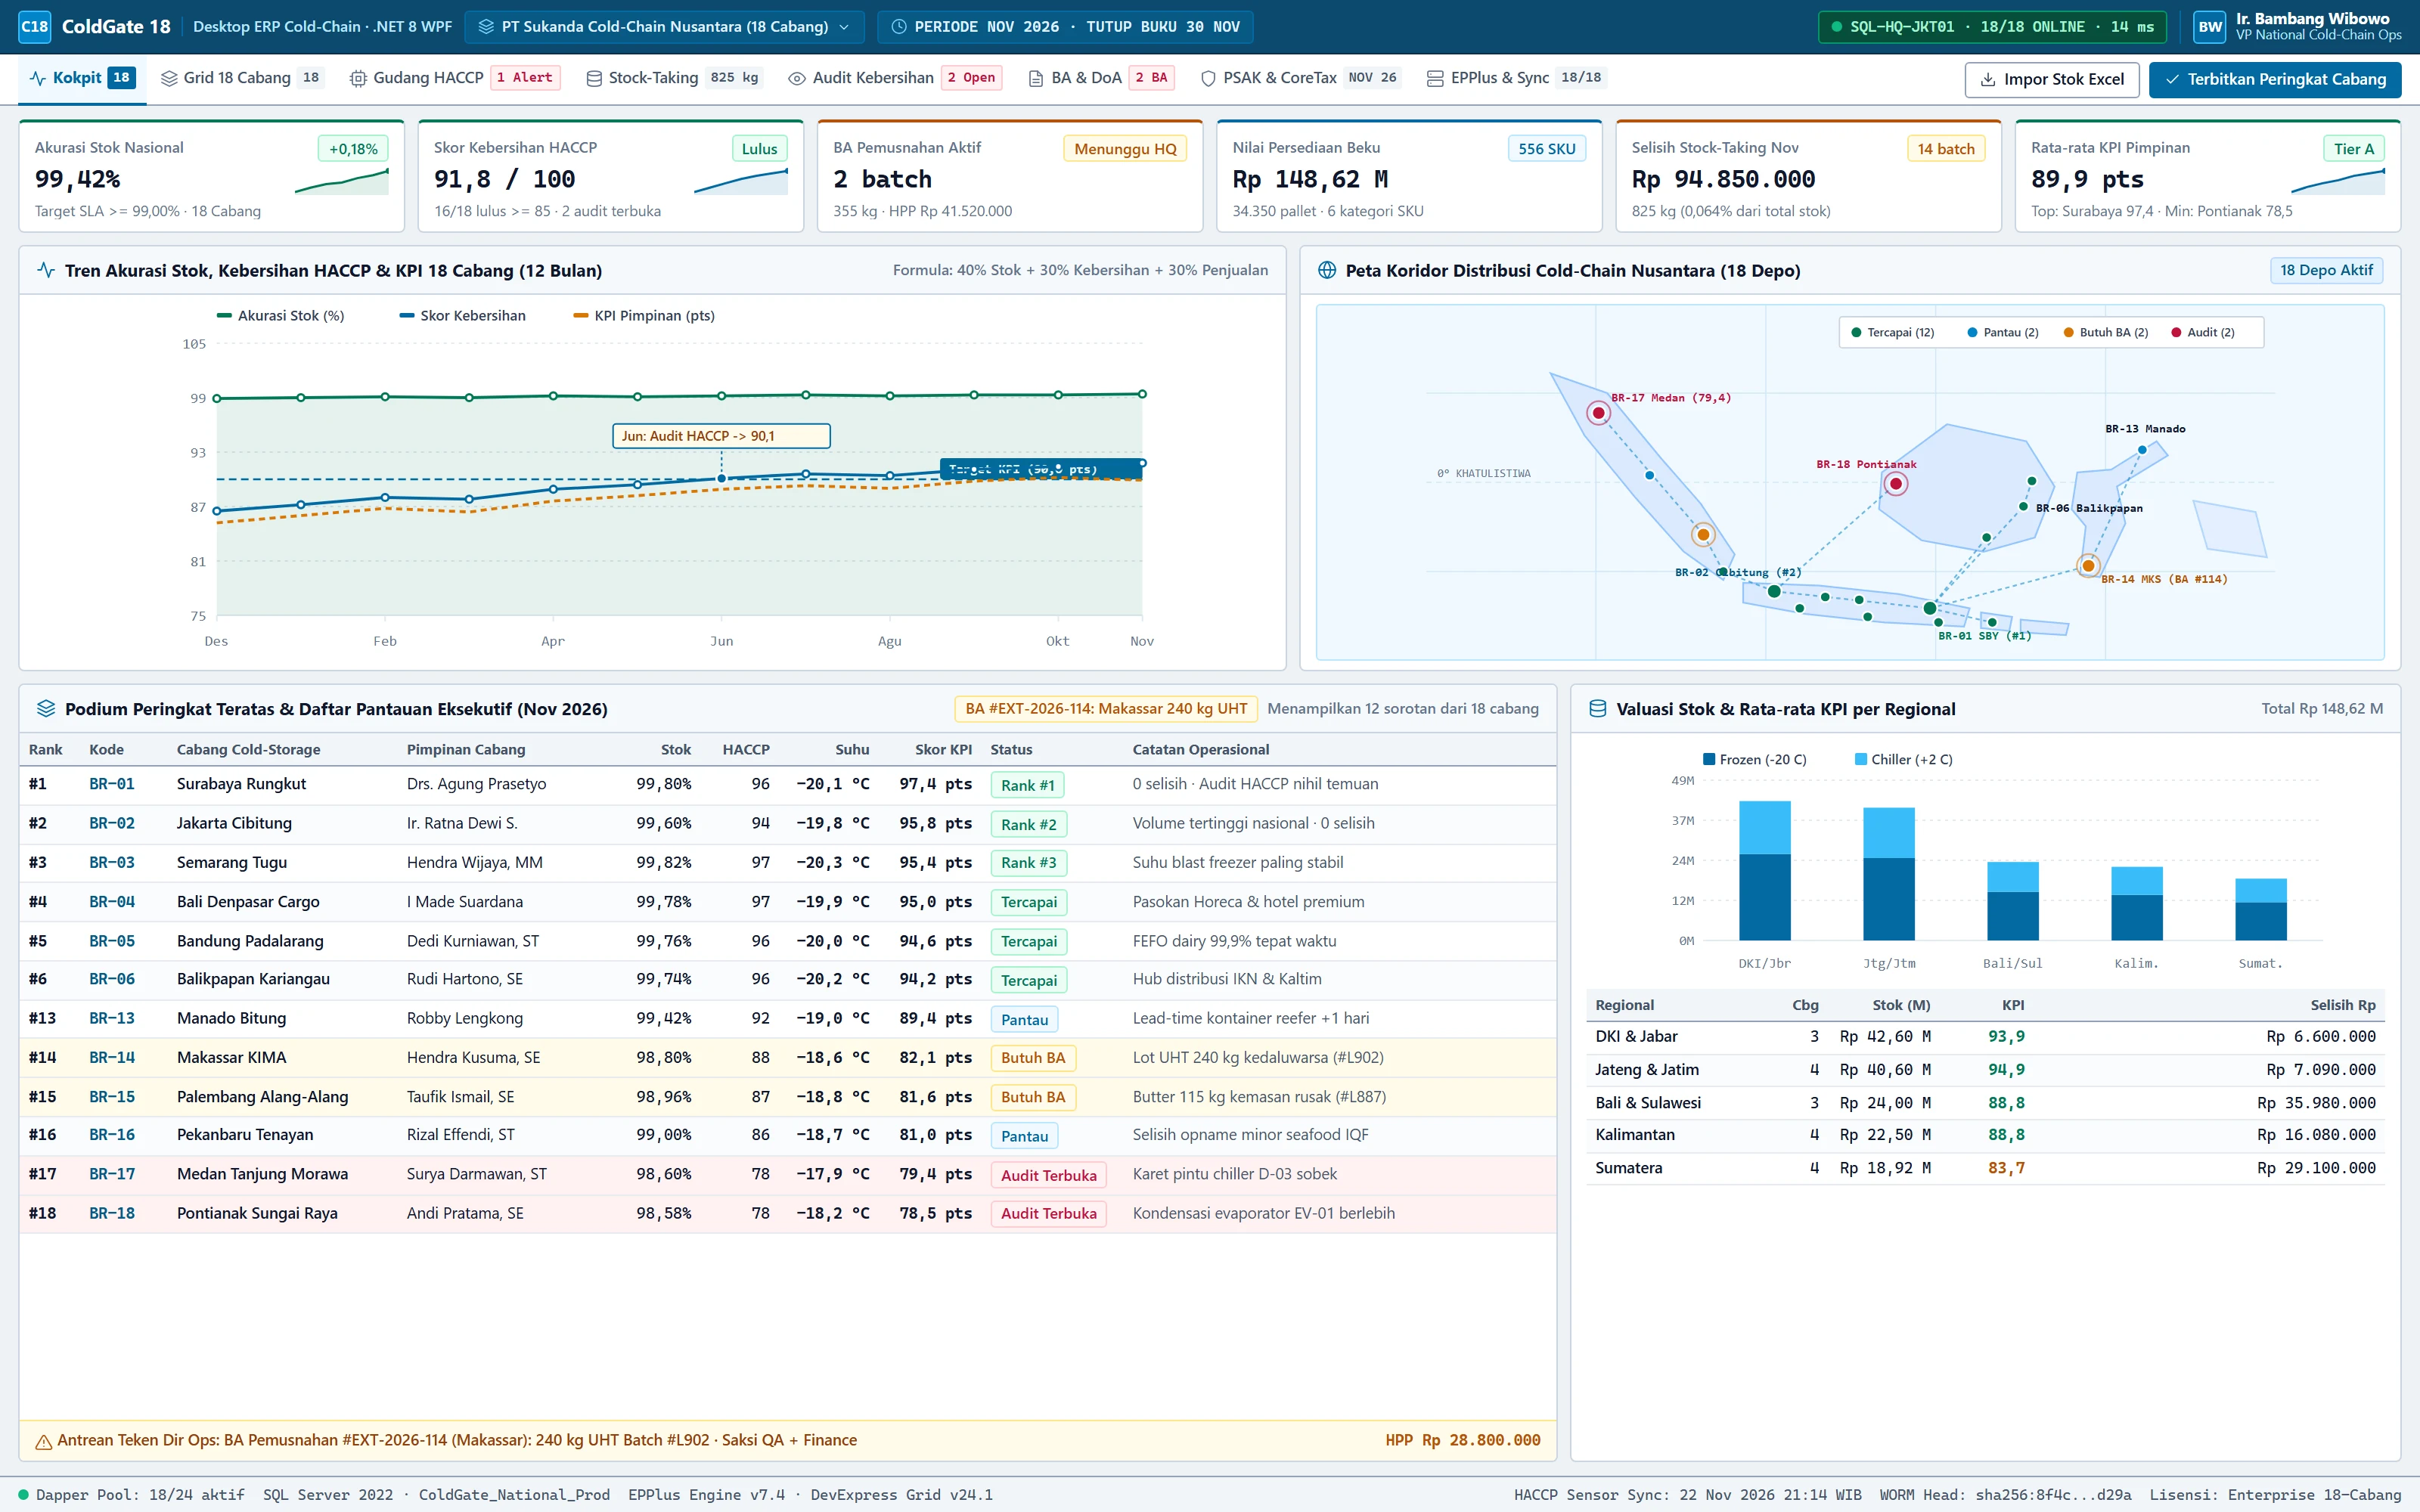 C18 ColdGate 18 Desktop ERP Cold-Chain · .NET 8 WPF PT Sukanda Cold-Chain Nusantara (18 Cabang) PERIODE NOV 2026 · TUTUP BUKU 30 NOV SQL-HQ-JKT01 · 18/18 ONLINE · 14 ms BW Ir. Bambang Wibowo
VP National Cold-Chain Ops
Kokpit 18 Grid 18 Cabang 18 Gudang HACCP 1 Alert Stock-Taking 825 kg Audit Kebersihan 2 Open BA & DoA 2 BA PSAK & CoreTax NOV 26 EPPlus & Sync 18/18 Impor Stok Excel Terbitkan Peringkat Cabang
Akurasi Stok Nasional +0,18%
99,42%
Target SLA >= 99,00% · 18 Cabang
Skor Kebersihan HACCP Lulus
91,8 / 100
16/18 lulus >= 85 · 2 audit terbuka
BA Pemusnahan Aktif Menunggu HQ
2 batch
355 kg · HPP Rp 41.520.000
Nilai Persediaan Beku 556 SKU
Rp 148,62 M
34.350 pallet · 6 kategori SKU
Selisih Stock-Taking Nov 14 batch
Rp 94.850.000
825 kg (0,064% dari total stok)
Rata-rata KPI Pimpinan Tier A
89,9 pts
Top: Surabaya 97,4 · Min: Pontianak 78,5
Tren Akurasi Stok, Kebersihan HACCP & KPI 18 Cabang (12 Bulan) Formula: 40% Stok + 30% Kebersihan + 30% Penjualan
Akurasi Stok (%) Skor Kebersihan KPI Pimpinan (pts)
105
99
93
87
81
75
Jun: Audit HACCP -> 90,1
Target KPI (90,0 pts)
Des Feb Apr Jun Agu Okt Nov
Peta Koridor Distribusi Cold-Chain Nusantara (18 Depo) 18 Depo Aktif
Tercapai (12) Pantau (2) Butuh BA (2) Audit (2)
BR-17 Medan (79,4)
BR-13 Manado
BR-18 Pontianak
0° KHATULISTIWA
BR-06 Balikpapan
BR-02 Cibitung (#2)
BR-14 MKS (BA #114)
BR-01 SBY (#1)
Podium Peringkat Teratas & Daftar Pantauan Eksekutif (Nov 2026) BA #EXT-2026-114: Makassar 240 kg UHT Menampilkan 12 sorotan dari 18 cabang
Rank Kode Cabang Cold-Storage Pimpinan Cabang Stok HACCP Suhu Skor KPI Status Catatan Operasional
#1 BR-01 Surabaya Rungkut Drs. Agung Prasetyo 99,80% 96 -20,1 °C 97,4 pts Rank #1 0 selisih · Audit HACCP nihil temuan
#2 BR-02 Jakarta Cibitung Ir. Ratna Dewi S. 99,60% 94 -19,8 °C 95,8 pts Rank #2 Volume tertinggi nasional · 0 selisih
#3 BR-03 Semarang Tugu Hendra Wijaya, MM 99,82% 97 -20,3 °C 95,4 pts Rank #3 Suhu blast freezer paling stabil
#4 BR-04 Bali Denpasar Cargo I Made Suardana 99,78% 97 -19,9 °C 95,0 pts Tercapai Pasokan Horeca & hotel premium
#5 BR-05 Bandung Padalarang Dedi Kurniawan, ST 99,76% 96 -20,0 °C 94,6 pts Tercapai FEFO dairy 99,9% tepat waktu
#6 BR-06 Balikpapan Kariangau Rudi Hartono, SE 99,74% 96 -20,2 °C 94,2 pts Tercapai Hub distribusi IKN & Kaltim
#13 BR-13 Manado Bitung Robby Lengkong 99,42% 92 -19,0 °C 89,4 pts Pantau Lead-time kontainer reefer +1 hari
#14 BR-14 Makassar KIMA Hendra Kusuma, SE 98,80% 88 -18,6 °C 82,1 pts Butuh BA Lot UHT 240 kg kedaluwarsa (#L902)
#15 BR-15 Palembang Alang-Alang Taufik Ismail, SE 98,96% 87 -18,8 °C 81,6 pts Butuh BA Butter 115 kg kemasan rusak (#L887)
#16 BR-16 Pekanbaru Tenayan Rizal Effendi, ST 99,00% 86 -18,7 °C 81,0 pts Pantau Selisih opname minor seafood IQF
#17 BR-17 Medan Tanjung Morawa Surya Darmawan, ST 98,60% 78 -17,9 °C 79,4 pts Audit Terbuka Karet pintu chiller D-03 sobek
#18 BR-18 Pontianak Sungai Raya Andi Pratama, SE 98,58% 78 -18,2 °C 78,5 pts Audit Terbuka Kondensasi evaporator EV-01 berlebih
Antrean Teken Dir Ops: BA Pemusnahan #EXT-2026-114 (Makassar): 240 kg UHT Batch #L902 · Saksi QA + Finance HPP Rp 28.800.000
Valuasi Stok & Rata-rata KPI per Regional Total Rp 148,62 M
Frozen (-20 C) Chiller (+2 C)
49M
37M
24M
12M
0M
DKI/Jbr Jtg/Jtm Bali/Sul Kalim. Sumat.
Regional Cbg Stok (M) KPI Selisih Rp
DKI & Jabar 3 Rp 42,60 M 93,9 Rp 6.600.000
Jateng & Jatim 4 Rp 40,60 M 94,9 Rp 7.090.000
Bali & Sulawesi 3 Rp 24,00 M 88,8 Rp 35.980.000
Kalimantan 4 Rp 22,50 M 88,8 Rp 16.080.000
Sumatera 4 Rp 18,92 M 83,7 Rp 29.100.000
Dapper Pool: 18/24 aktif SQL Server 2022 · ColdGate_National_Prod EPPlus Engine v7.4 · DevExpress Grid v24.1 HACCP Sensor Sync: 22 Nov 2026 21:14 WIB WORM Head: sha256:8f4c...d29a Lisensi: Enterprise 18-Cabang